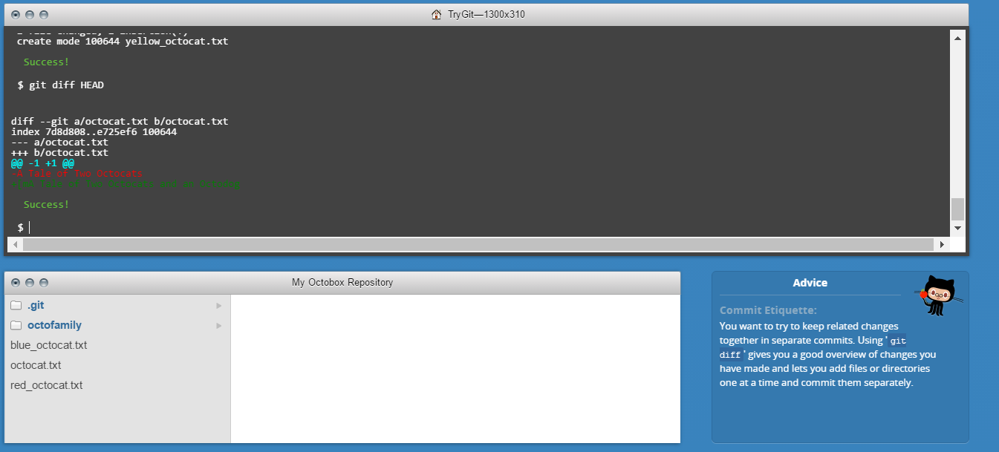 TryGit—1300x310
create mode 100644 yellow_octocat.txt
Success!
$ git diff HEAD
diff --git a/octocat.txt b/octocat.txt
index 7d8d808..e725ef6 100644
--- a/octocat.txt
+++ b/octocat.txt
@@ -1 +1 @@
-A Tale of Two Octocats
+[mA Tale of Two Octocats and an Octodog
Success!
$
My Octobox Repository
.git
octofamily
blue_octocat.txt
octocat.txt
red_octocat.txt
Advice
Commit Etiquette:
You want to try to keep related changes
together in separate commits. Using 'git
diff' gives you a good overview of changes you
have made and lets you add files or directories
one at a time and commit them separately.